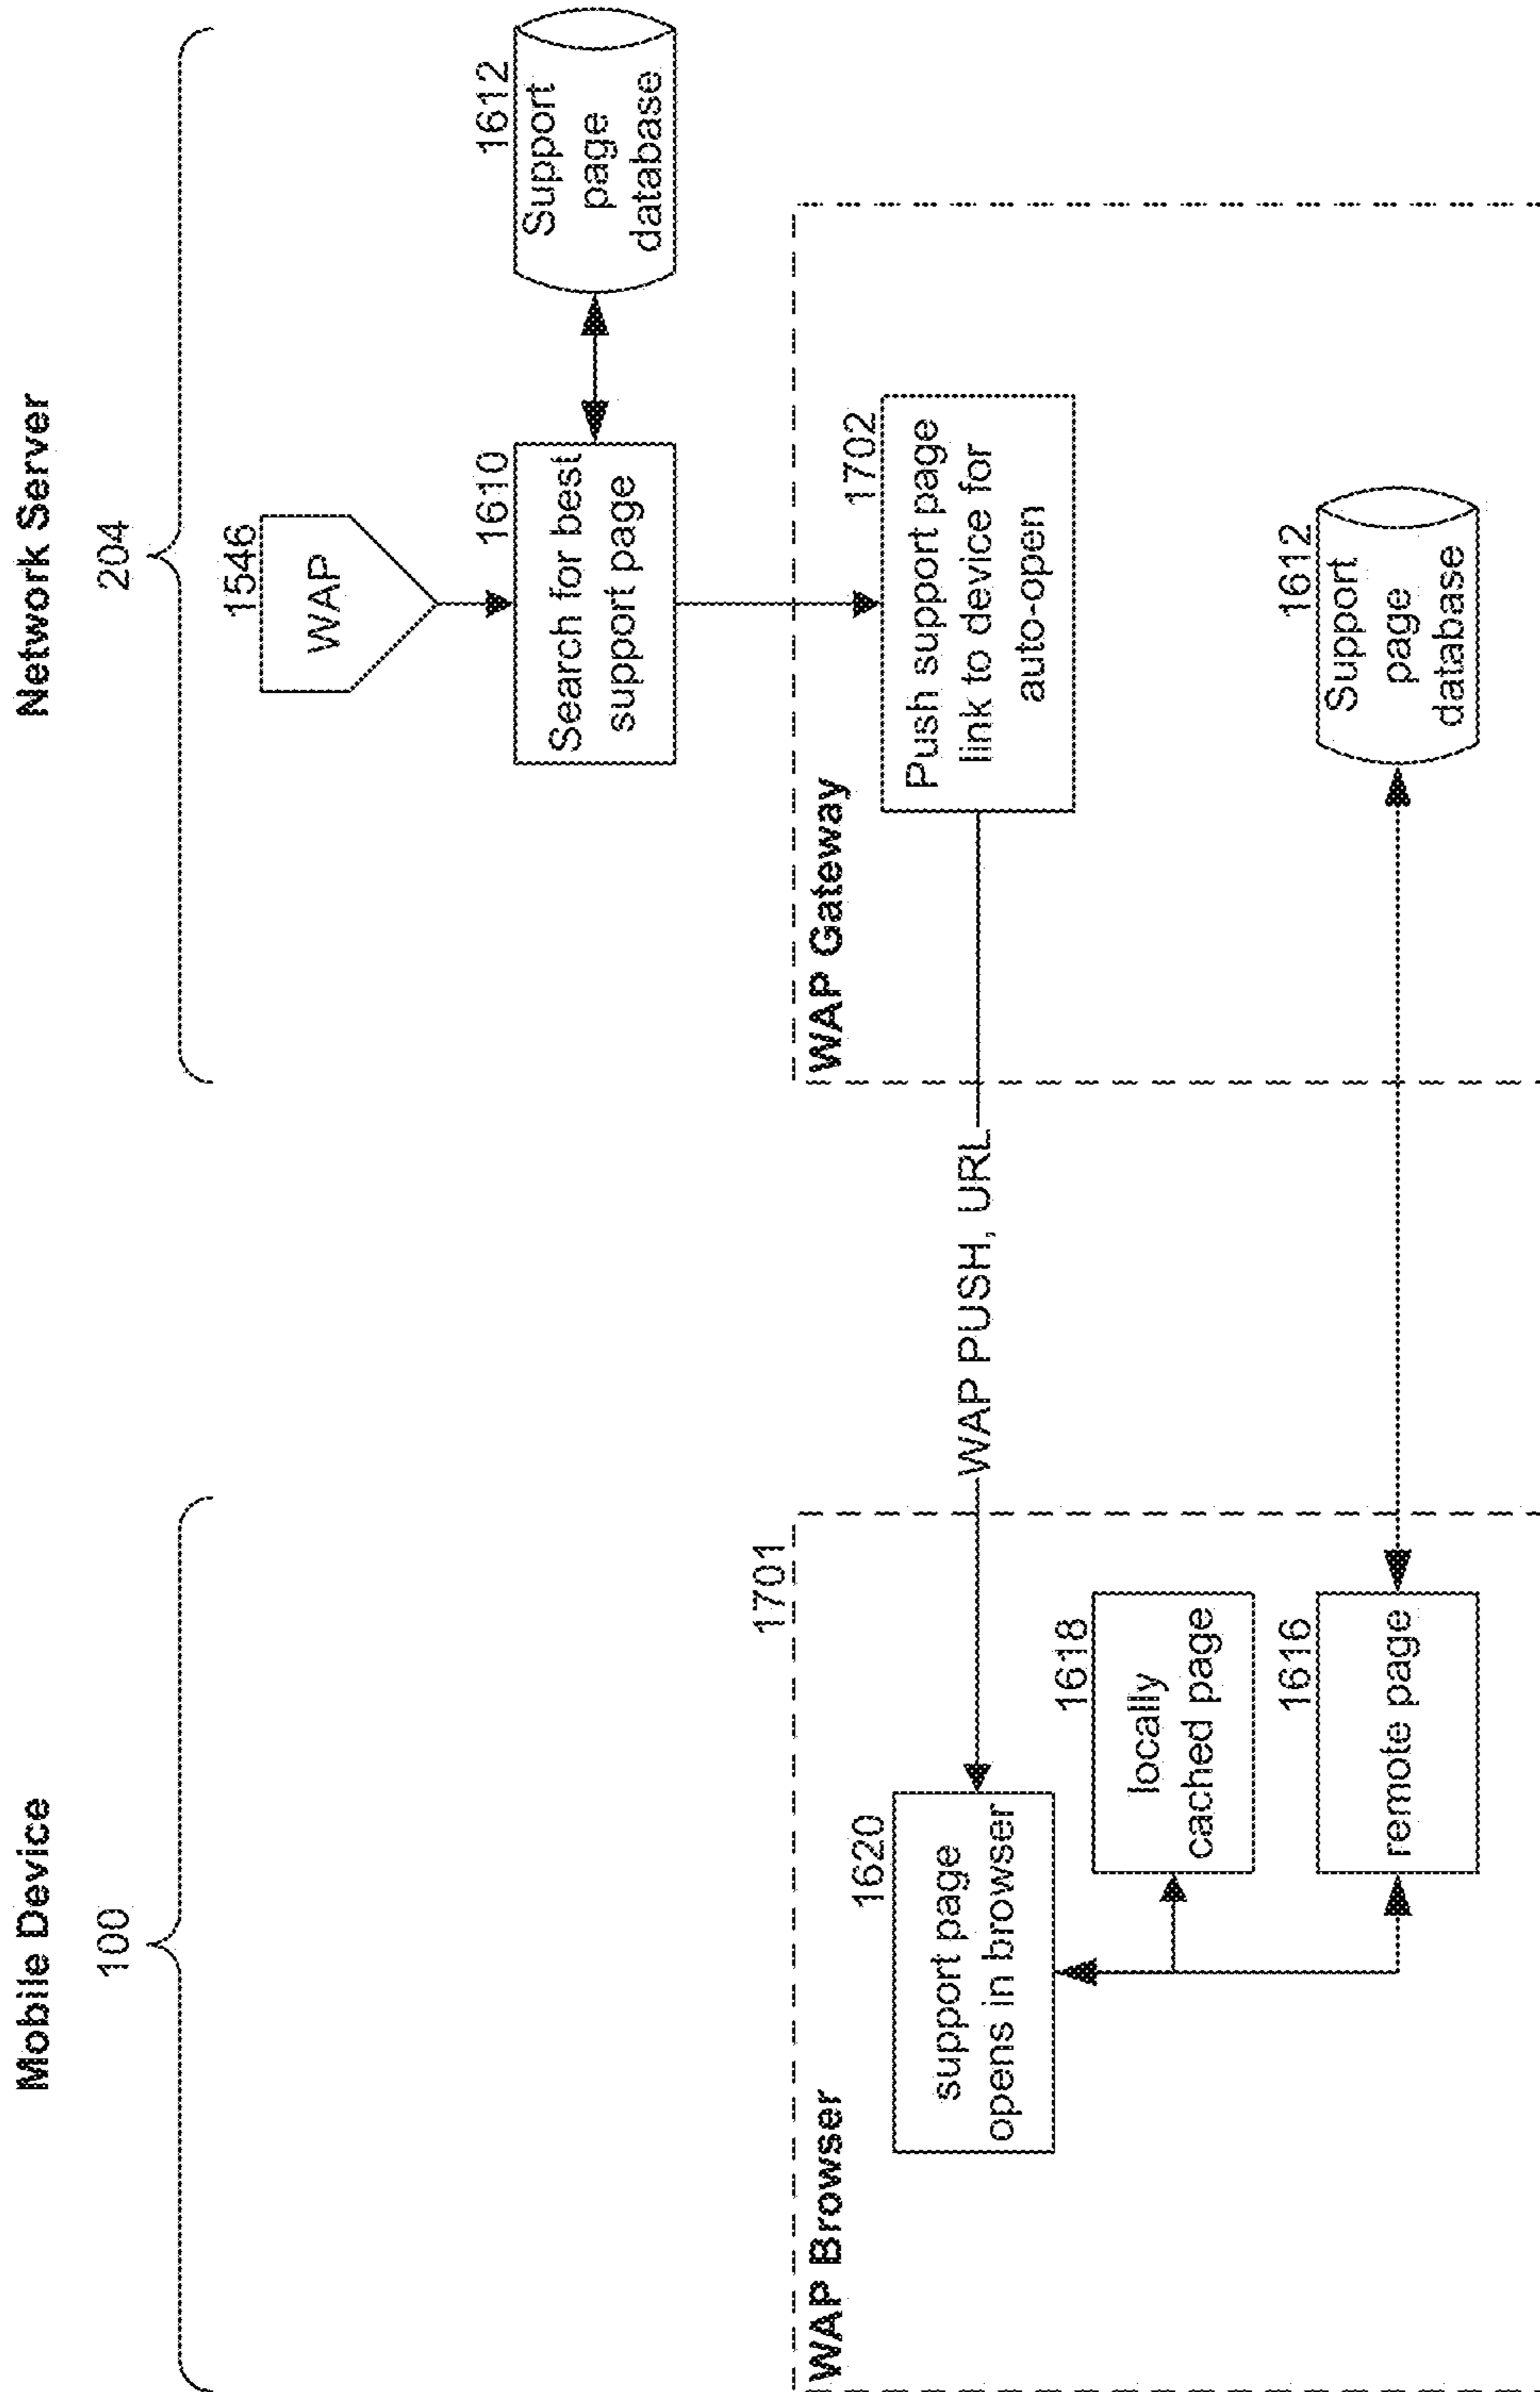 Mobile Device
100
Network Server
204
1546
WAP
1610
Search for best
support page
1612
Support
page
database
1701
WAP Browser
1620
support page
opens in browser
1618
locally
cached page
1616
remote page
WAP PUSH, URL
WAP Gateway
1702
Push support page
link to device for
auto-open
1612
Support
page
database